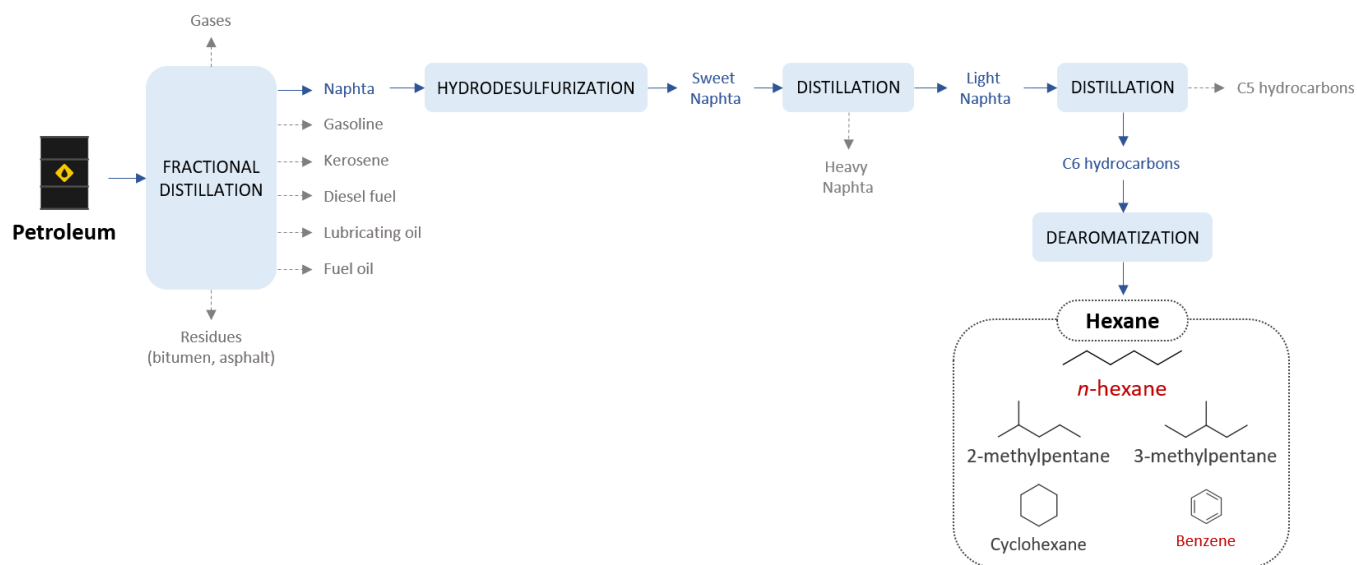 Gases
Naphta
HYDRODESULFURIZATION
Sweet
Naphta
DISTILLATION
Light
Naphta
DISTILLATION
C5 hydrocarbons
Gasoline
Kerosene
FRACTIONAL
DISTILLATION
Diesel fuel
Lubricating oil
Fuel oil
Petroleum
Residues
(bitumen, asphalt)
Heavy
Naphta
C6 hydrocarbons
DEAROMATIZATION
Hexane
n-hexane
2-methylpentane
3-methylpentane
Cyclohexane
Benzene